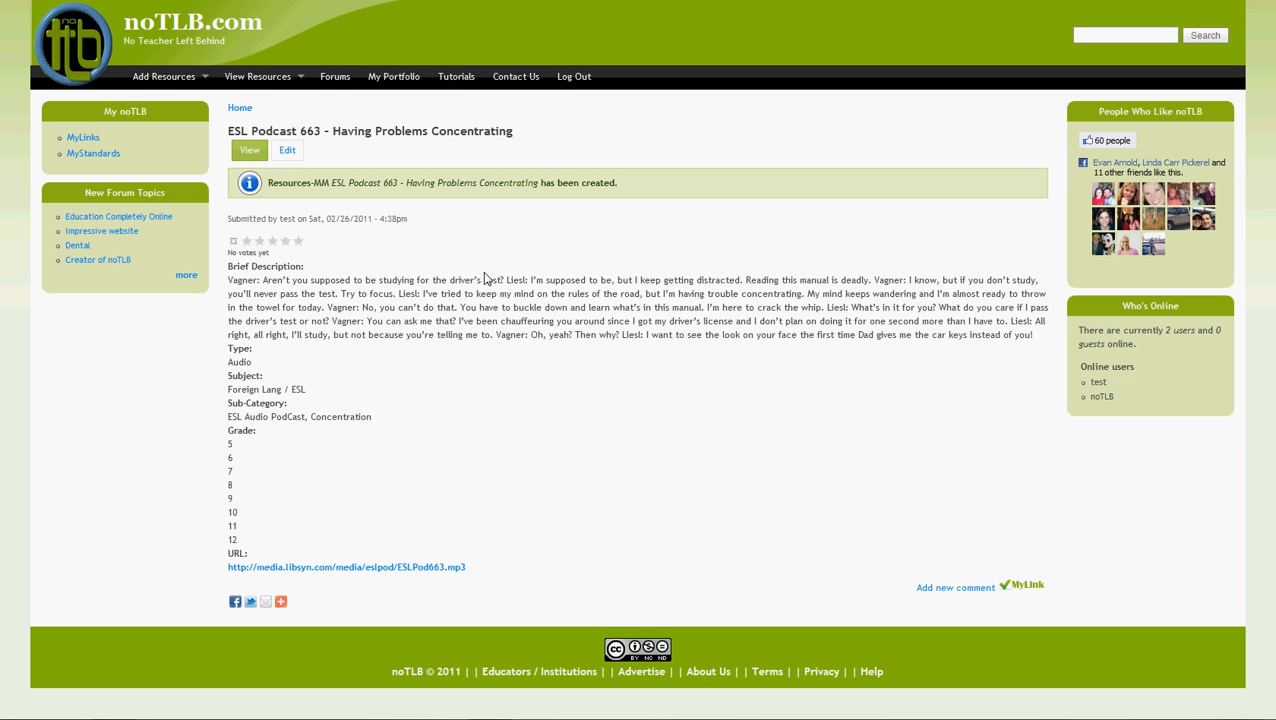 noTLB.com
No Teacher Left Behind
Search
Add Resources View Resources Forums My Portfolio Tutorials Contact Us Log Out
My noTLB
MyLinks
MyStandards
New Forum Topics
Education Completely Online
Impressive website
Dental
Creator of noTLB
more
Home
ESL Podcast 663 - Having Problems Concentrating
View Edit
Resources-MM ESL Podcast 663 - Having Problems Concentrating has been created.
Submitted by test on Sat, 02/26/2011 - 4:38pm
No votes yet
Brief Description:
Vagner: Aren't you supposed to be studying for the driver's test? Liesl: I'm supposed to be, but I keep getting distracted. Reading this manual is deadly. Vagner: I know, but if you don't study,
you'll never pass the test. Try to focus. Liesl: I've tried to keep my mind on the rules of the road, but I'm having trouble concentrating. My mind keeps wandering and I'm almost ready to throw
in the towel for today. Vagner: No, you can't do that. You have to buckle down and learn what's in this manual. I'm here to crack the whip. Liesl: What's in it for you? What do you care if I pass
the driver's test or not? Vagner: You can ask me that? I've been chauffeuring you around since I got my driver's license and I don't plan on doing it for one second more than I have to. Liesl: All
right, all right, I'll study, but not because you're telling me to. Vagner: Oh, yeah? Then why? Liesl: I want to see the look on your face the first time Dad gives me the car keys instead of you!
Type:
Audio
Subject:
Foreign Lang / ESL
Sub-Category:
ESL Audio PodCast, Concentration
Grade:
5
6
7
8
9
10
11
12
URL:
http://media.libsyn.com/media/eslpod/ESLPod663.mp3
Add new comment MyLink
People Who Like noTLB
60 people
Evan Arnold, Linda Carr Pickerel and
11 other friends like this.
Who's Online
There are currently 2 users and 0
guests online.
Online users
test
noTLB
CC
BY NC ND
noTLB © 2011 | | Educators / Institutions | | Advertise | | About Us | | Terms | | Privacy | | Help